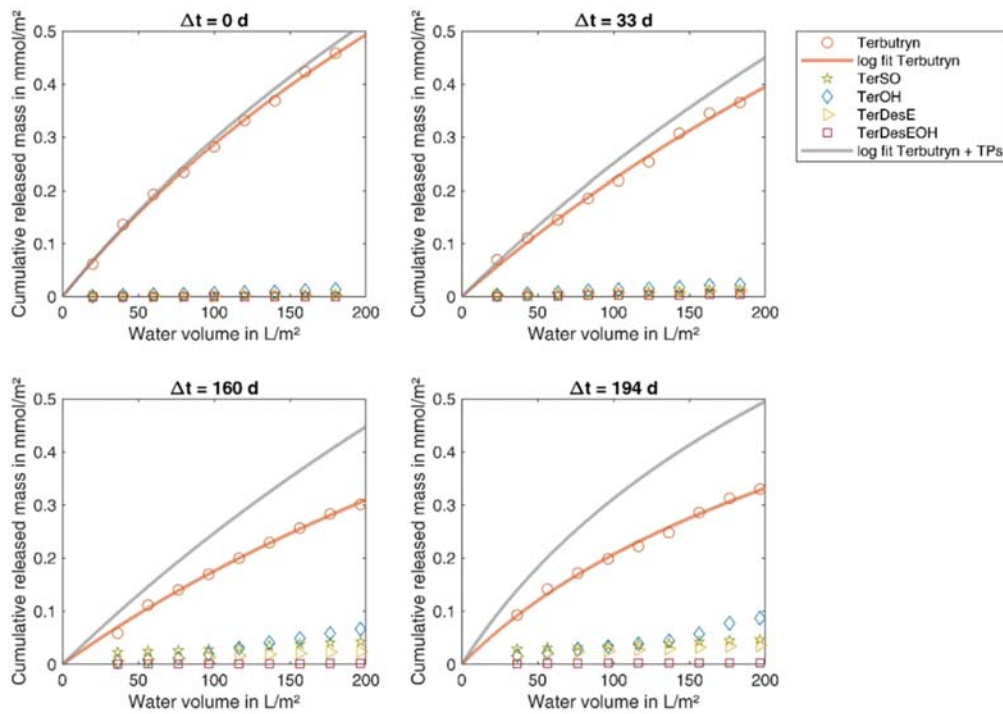 Δt = 0 d
Cumulative released mass in mmol/m²
0.5
0.4
0.3
0.2
0.1
0
0 50 100 150 200
Water volume in L/m²
Δt = 33 d
Cumulative released mass in mmol/m²
0.5
0.4
0.3
0.2
0.1
0
0 50 100 150 200
Water volume in L/m²
Terbutryn
log fit Terbutryn
TerSO
TerOH
TerDesE
TerDesEOH
log fit Terbutryn + TPs
Δt = 160 d
Cumulative released mass in mmol/m²
0.5
0.4
0.3
0.2
0.1
0
0 50 100 150 200
Water volume in L/m²
Δt = 194 d
Cumulative released mass in mmol/m²
0.5
0.4
0.3
0.2
0.1
0
0 50 100 150 200
Water volume in L/m²